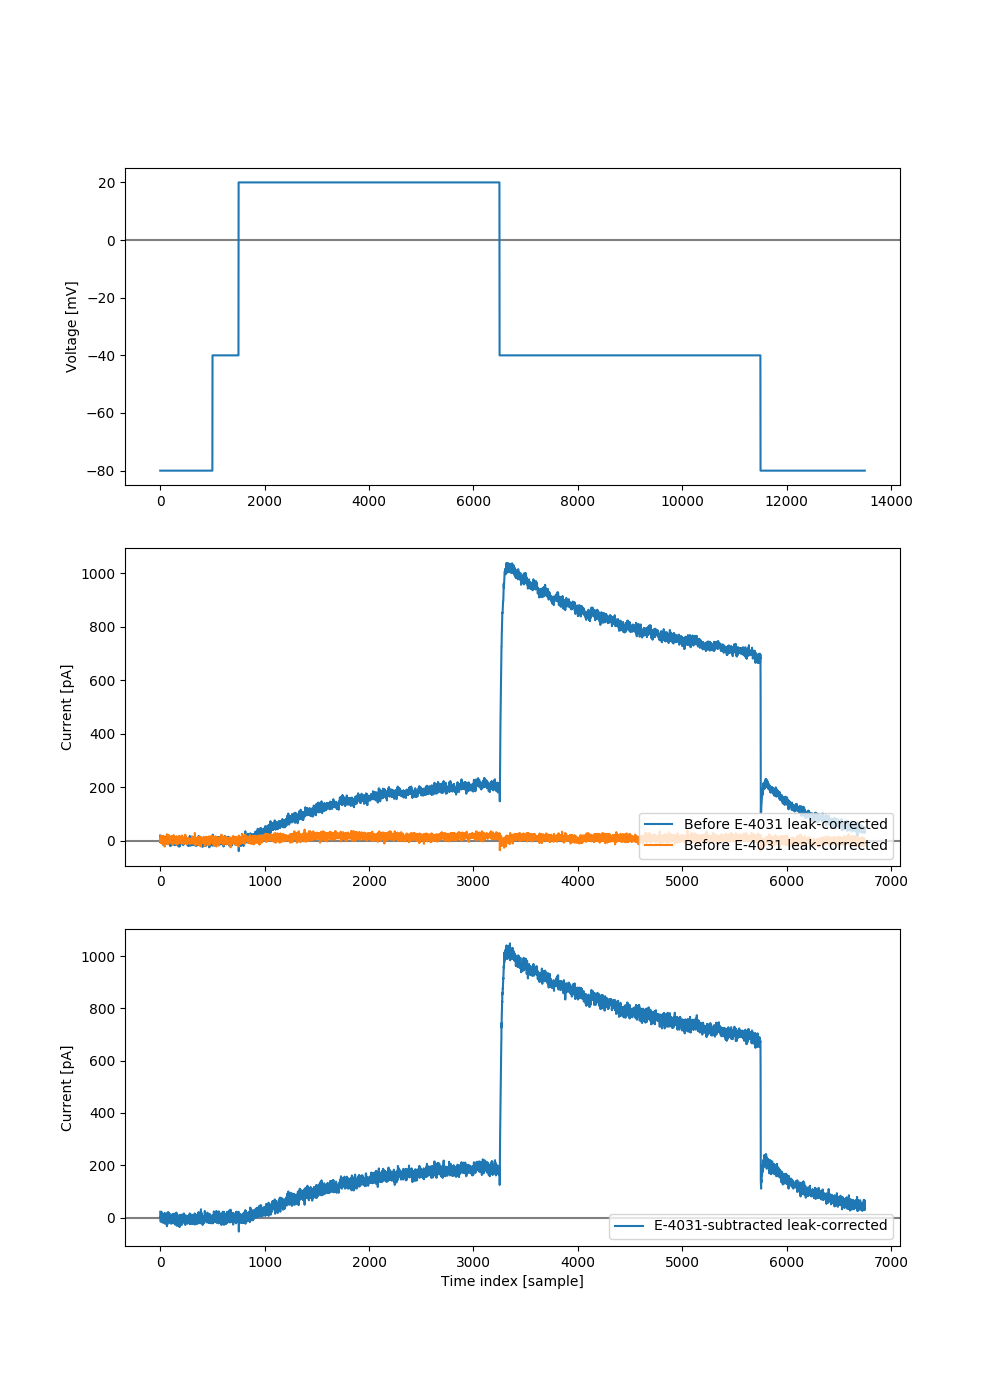 20
0
−20
−40
−60
−80
Voltage [mV]
0 2000 4000 6000 8000 10000 12000 14000
1000
800
600
400
200
0
Current [pA]
Before E-4031 leak-corrected
Before E-4031 leak-corrected
0 1000 2000 3000 4000 5000 6000 7000
1000
800
600
400
200
0
Current [pA]
E-4031-subtracted leak-corrected
0 1000 2000 3000 4000 5000 6000 7000
Time index [sample]